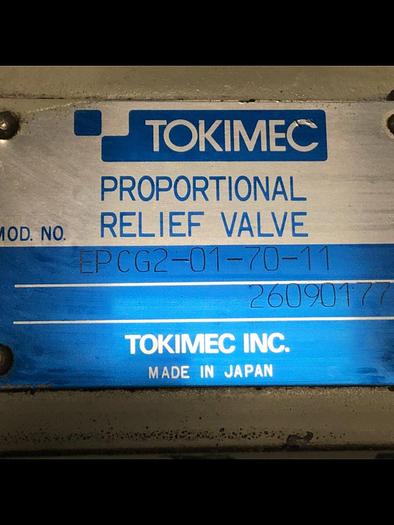 TOKIMEC
PROPORTIONAL
MOD. NO. RELIEF VALVE
EPCG2-01-70-11
26090177
TOKIMEC INC.
MADE IN JAPAN